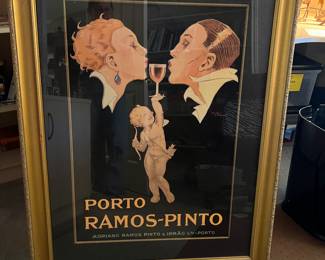 PORTO
RAMOS-PINTO
ADRIANO RAMOS PINTO & IRMÃO LDA-PORTO